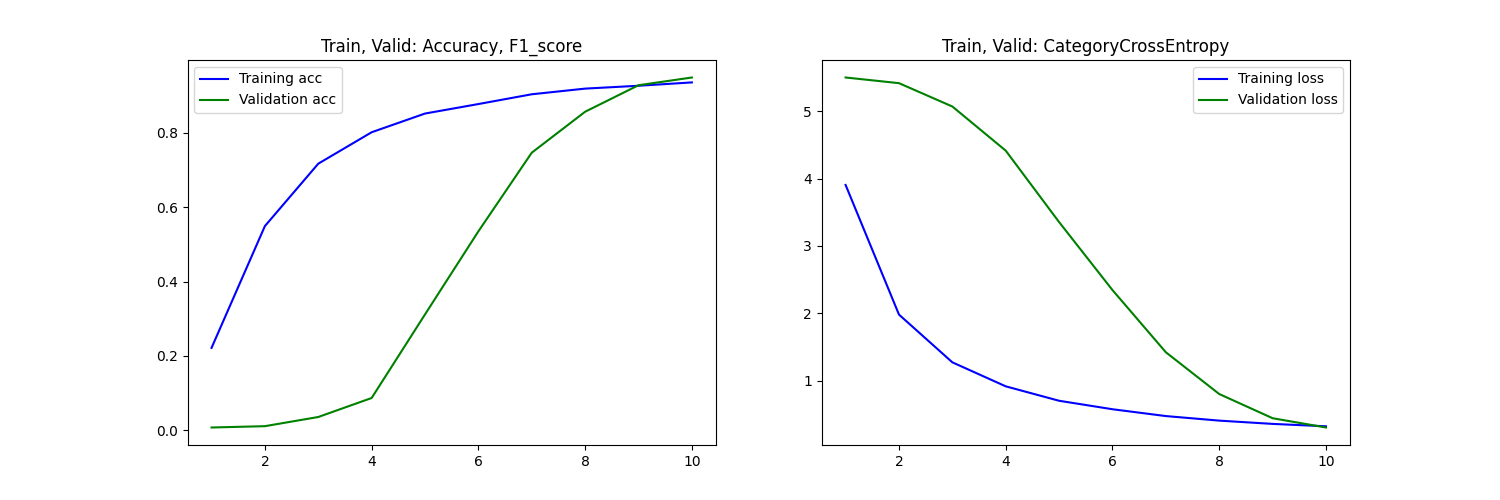 Train, Valid: Accuracy, F1_score
Training acc
Validation acc
0.8
0.6
0.4
0.2
0.0
2 4 6 8 10
Train, Valid: CategoryCrossEntropy
Training loss
Validation loss
5
4
3
2
1
2 4 6 8 10